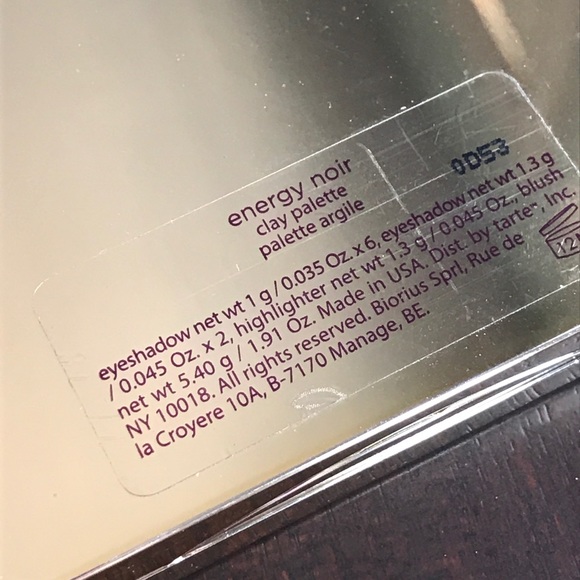 0D53
energy noir
clay palette
palette argile
eyeshadow net wt 1 g / 0.035 Oz. x 6, eyeshadow net wt 1.3 g
/ 0.045 Oz. x 2, highlighter net wt 1.3 g / 0.045 Oz., blush
net wt 5.40 g / 1.91 Oz. Made in USA. Dist. by tarte™, Inc.
NY 10018. All rights reserved. Biorius Sprl, Rue de
la Croyere 10A, B-7170 Manage, BE.